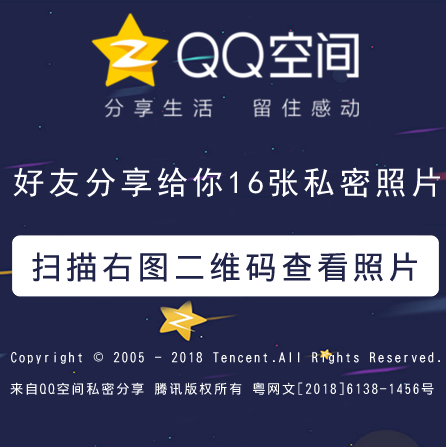 QQ空间
分享生活 留住感动
好友分享给你16张私密照片
扫描右图二维码查看照片
Copyright © 2005 - 2018 Tencent.All Rights Reserved.
来自QQ空间私密分享 腾讯版权所有 粤网文[2018]6138-1456号